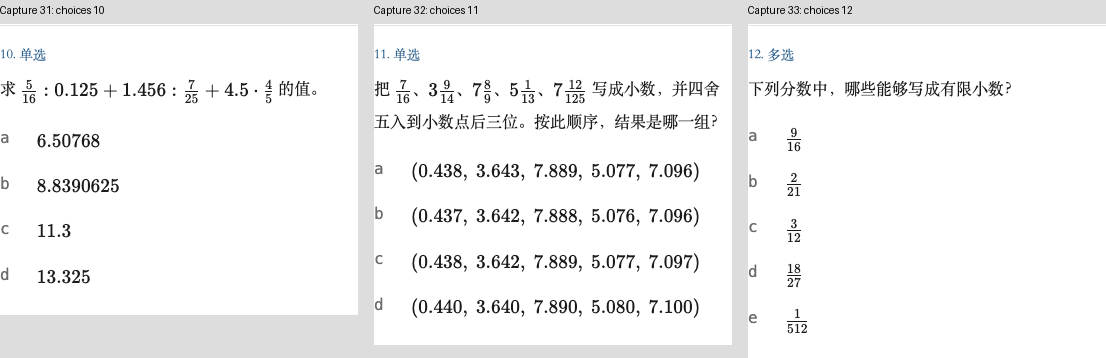 Capture 31: choices 10
10. 单选
求 5/16 : 0.125 + 1.456 : 7/25 + 4.5 · 4/5 的值。
a 6.50768
b 8.8390625
c 11.3
d 13.325
Capture 32: choices 11
11. 单选
把 7/16、3 9/14、7 8/9、5 1/13、7 12/125 写成小数，并四舍
五入到小数点后三位。按此顺序，结果是哪一组?
a (0.438, 3.643, 7.889, 5.077, 7.096)
b (0.437, 3.642, 7.888, 5.076, 7.096)
c (0.438, 3.642, 7.889, 5.077, 7.097)
d (0.440, 3.640, 7.890, 5.080, 7.100)
Capture 33: choices 12
12. 多选
下列分数中，哪些能够写成有限小数?
a 9/16
b 2/21
c 3/12
d 18/27
e 1/512